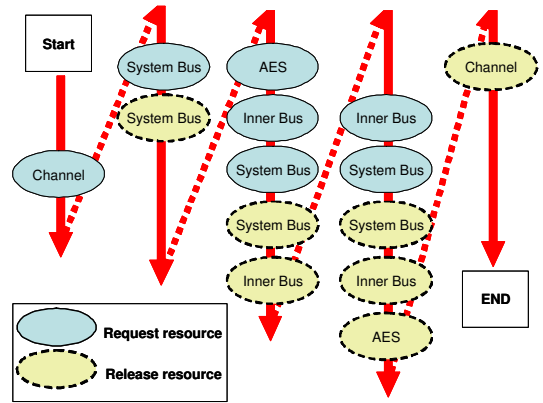 Start
Channel
System Bus
System Bus
AES
Inner Bus
System Bus
System Bus
Inner Bus
Inner Bus
System Bus
System Bus
Inner Bus
AES
Channel
END
Request resource
Release resource